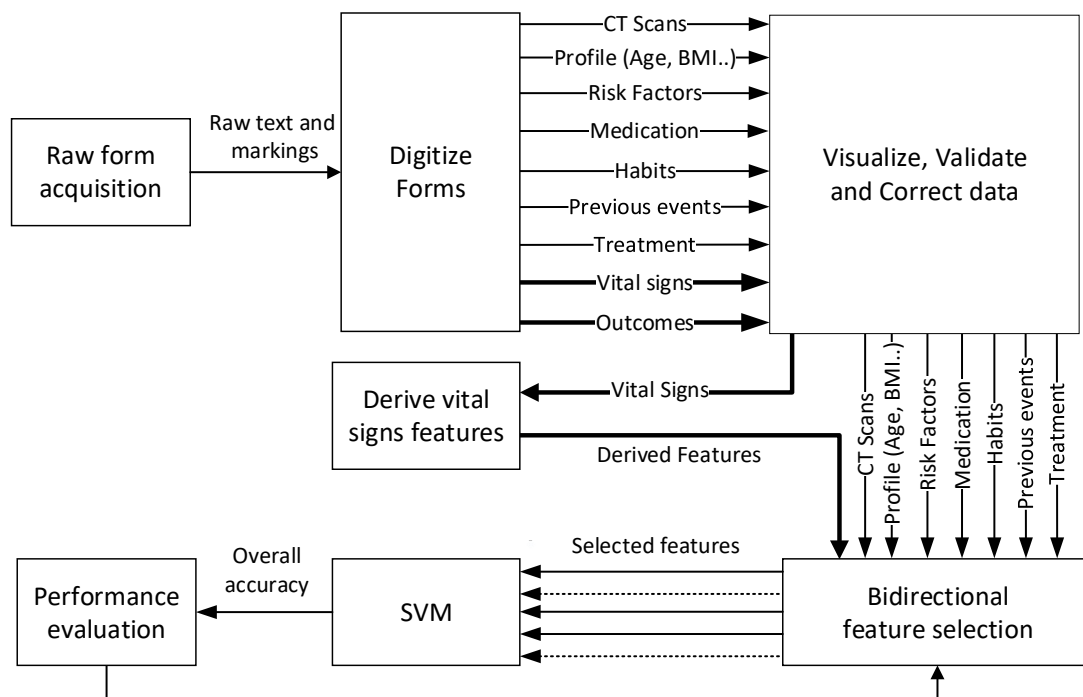 CT Scans
Profile (Age, BMI..)
Risk Factors
Medication
Habits
Previous events
Treatment
Vital signs
Outcomes
Raw form
acquisition
Raw text and
markings
Digitize
Forms
Visualize, Validate
and Correct data
Derive vital
signs features
Vital Signs
Derived Features
CT Scans
Profile (Age, BMI..)
Risk Factors
Medication
Habits
Previous events
Treatment
Performance
evaluation
Overall
accuracy
SVM
Selected features
Bidirectional
feature selection